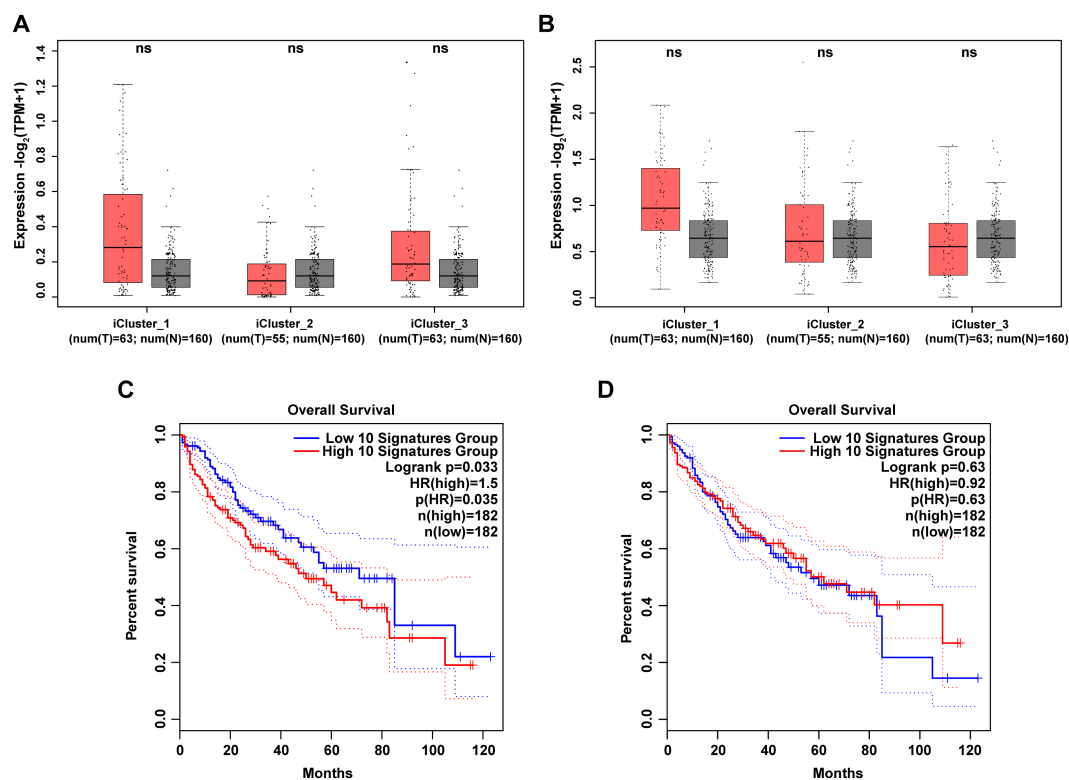 A
ns
ns
ns
Expression -log2(TPM+1)
1.4
1.2
1.0
0.8
0.6
0.4
0.2
0.0
iCluster_1
(num(T)=63; num(N)=160)
iCluster_2
(num(T)=55; num(N)=160)
iCluster_3
(num(T)=63; num(N)=160)
B
ns
ns
ns
Expression -log2(TPM+1)
2.5
2.0
1.5
1.0
0.5
0.0
iCluster_1
(num(T)=63; num(N)=160)
iCluster_2
(num(T)=55; num(N)=160)
iCluster_3
(num(T)=63; num(N)=160)
C
Overall Survival
Low 10 Signatures Group
High 10 Signatures Group
Logrank p=0.033
HR(high)=1.5
p(HR)=0.035
n(high)=182
n(low)=182
Percent survival
1.0
0.8
0.6
0.4
0.2
0.0
0 20 40 60 80 100 120
Months
D
Overall Survival
Low 10 Signatures Group
High 10 Signatures Group
Logrank p=0.63
HR(high)=0.92
p(HR)=0.63
n(high)=182
n(low)=182
Percent survival
1.0
0.8
0.6
0.4
0.2
0.0
0 20 40 60 80 100 120
Months